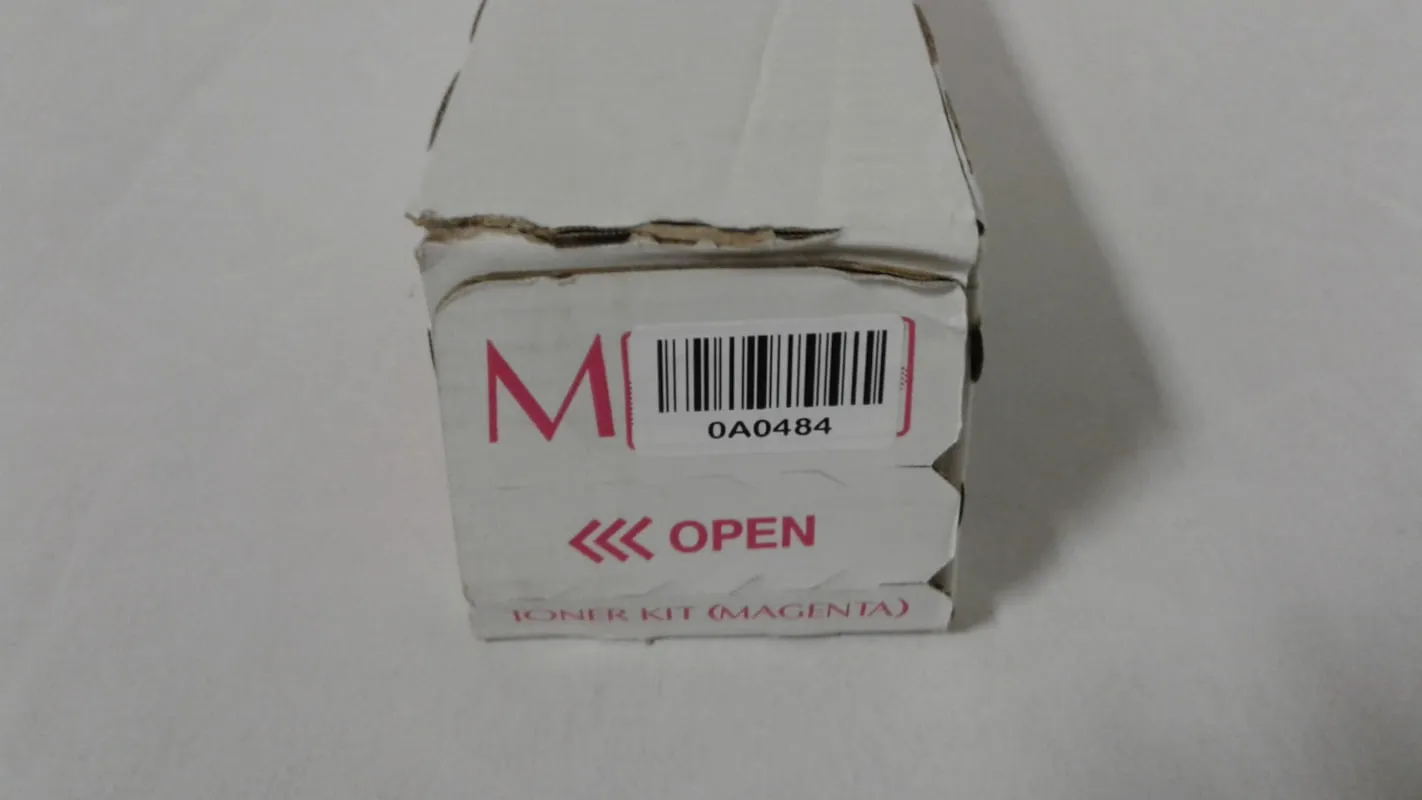 M
0A0484
<<< OPEN
TONER KIT (MAGENTA)